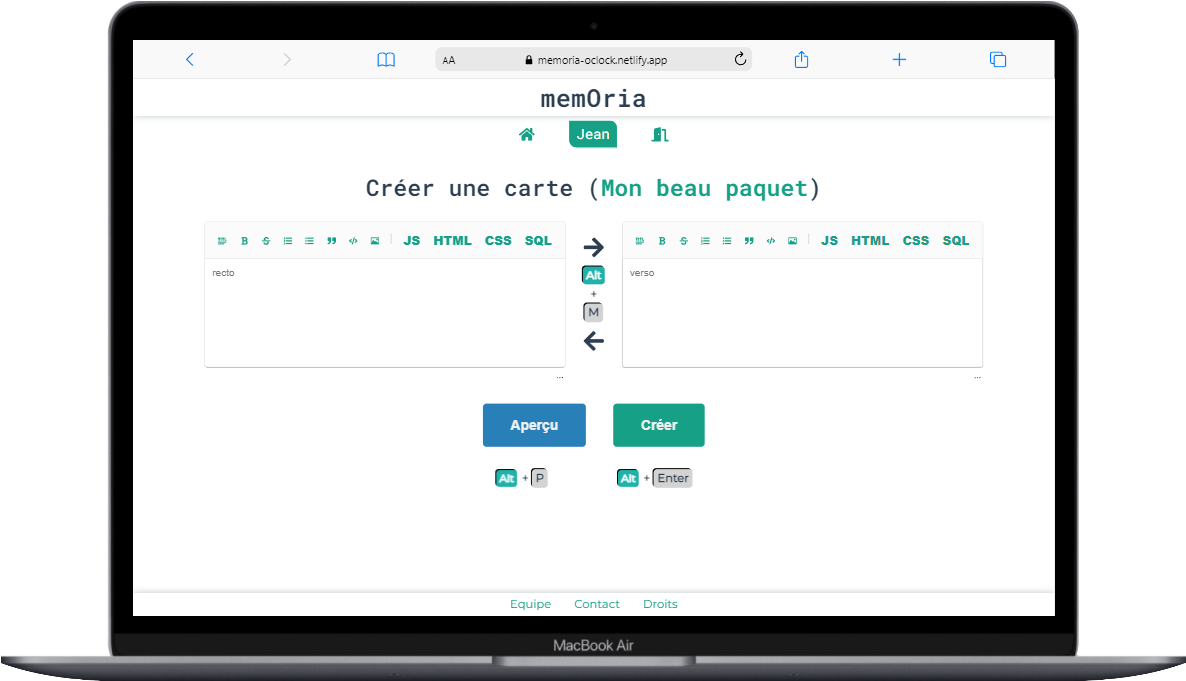 AA memoria-oclock.netlify.app
memOria
Jean
Créer une carte (Mon beau paquet)
B S JS HTML CSS SQL
B S JS HTML CSS SQL
recto
Alt
+
M
verso
...
...
Aperçu Créer
Alt + P Alt + Enter
Equipe Contact Droits
MacBook Air